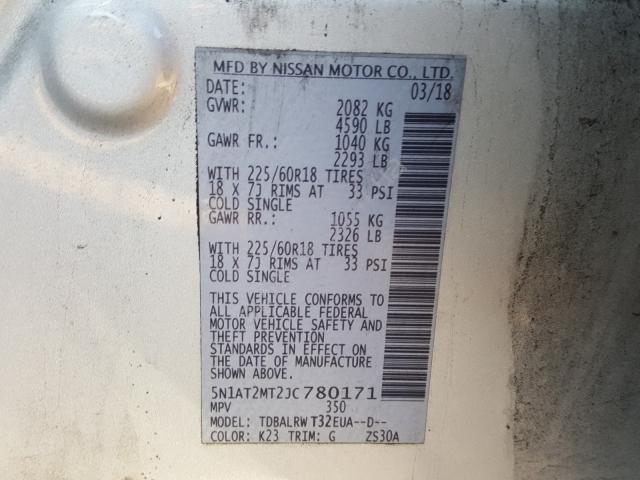 MFD BY NISSAN MOTOR CO., LTD.
DATE: 03/18
GVWR: 2082 KG
4590 LB
GAWR FR.: 1040 KG
2293 LB
WITH 225/60R18 TIRES
18 X 7J RIMS AT 33 PSI
COLD SINGLE
GAWR RR.: 1055 KG
2326 LB
WITH 225/60R18 TIRES
18 X 7J RIMS AT 33 PSI
COLD SINGLE
THIS VEHICLE CONFORMS TO
ALL APPLICABLE FEDERAL
MOTOR VEHICLE SAFETY AND
THEFT PREVENTION
STANDARDS IN EFFECT ON
THE DATE OF MANUFACTURE
SHOWN ABOVE.
5N1AT2MT2JC780171
MPV 350
MODEL: TDBALRWT32EUA--D--
COLOR: K23 TRIM: G ZS30A